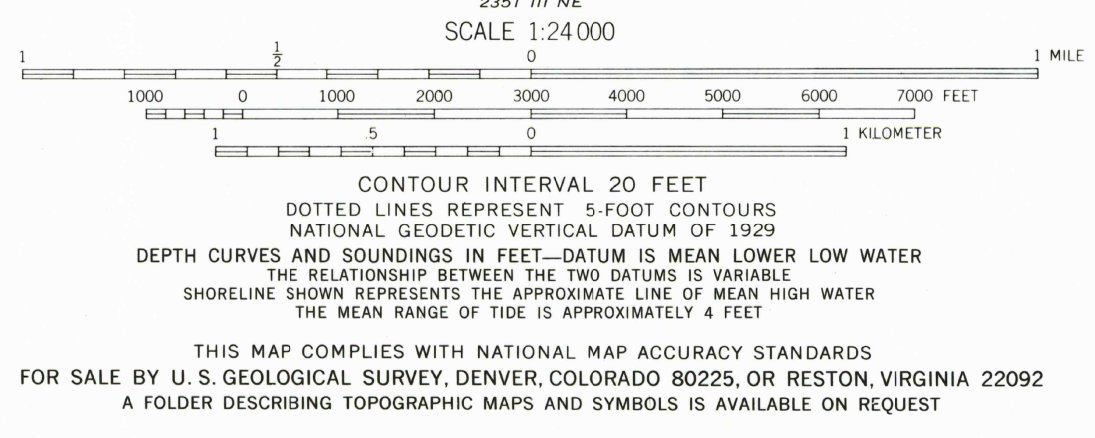 2351 III NE
SCALE 1:24 000
1 1/2 0 1 MILE
1000 0 1000 2000 3000 4000 5000 6000 7000 FEET
1 .5 0 1 KILOMETER
CONTOUR INTERVAL 20 FEET
DOTTED LINES REPRESENT 5-FOOT CONTOURS
NATIONAL GEODETIC VERTICAL DATUM OF 1929
DEPTH CURVES AND SOUNDINGS IN FEET—DATUM IS MEAN LOWER LOW WATER
THE RELATIONSHIP BETWEEN THE TWO DATUMS IS VARIABLE
SHORELINE SHOWN REPRESENTS THE APPROXIMATE LINE OF MEAN HIGH WATER
THE MEAN RANGE OF TIDE IS APPROXIMATELY 4 FEET
THIS MAP COMPLIES WITH NATIONAL MAP ACCURACY STANDARDS
FOR SALE BY U. S. GEOLOGICAL SURVEY, DENVER, COLORADO 80225, OR RESTON, VIRGINIA 22092
A FOLDER DESCRIBING TOPOGRAPHIC MAPS AND SYMBOLS IS AVAILABLE ON REQUEST